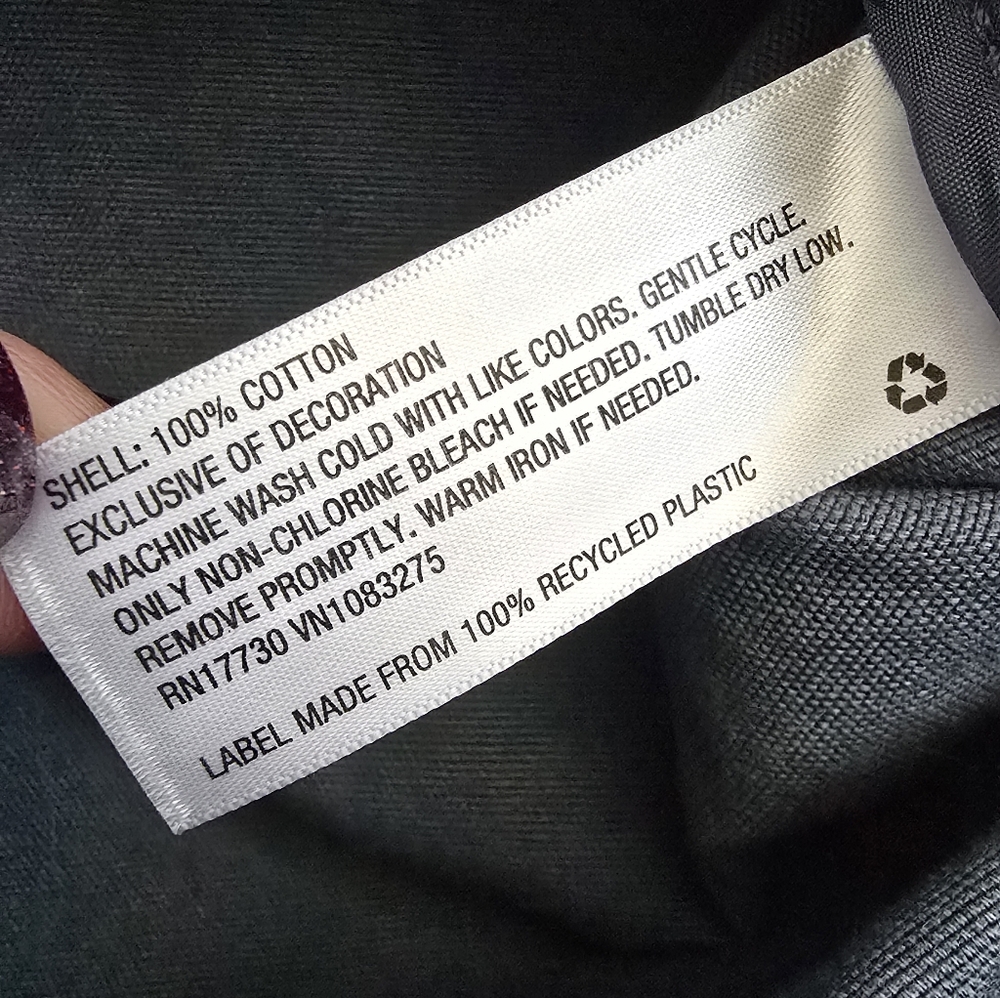 SHELL: 100% COTTON
EXCLUSIVE OF DECORATION
MACHINE WASH COLD WITH LIKE COLORS. GENTLE CYCLE.
ONLY NON-CHLORINE BLEACH IF NEEDED. TUMBLE DRY LOW.
REMOVE PROMPTLY. WARM IRON IF NEEDED.
RN17730 VN1083275
LABEL MADE FROM 100% RECYCLED PLASTIC